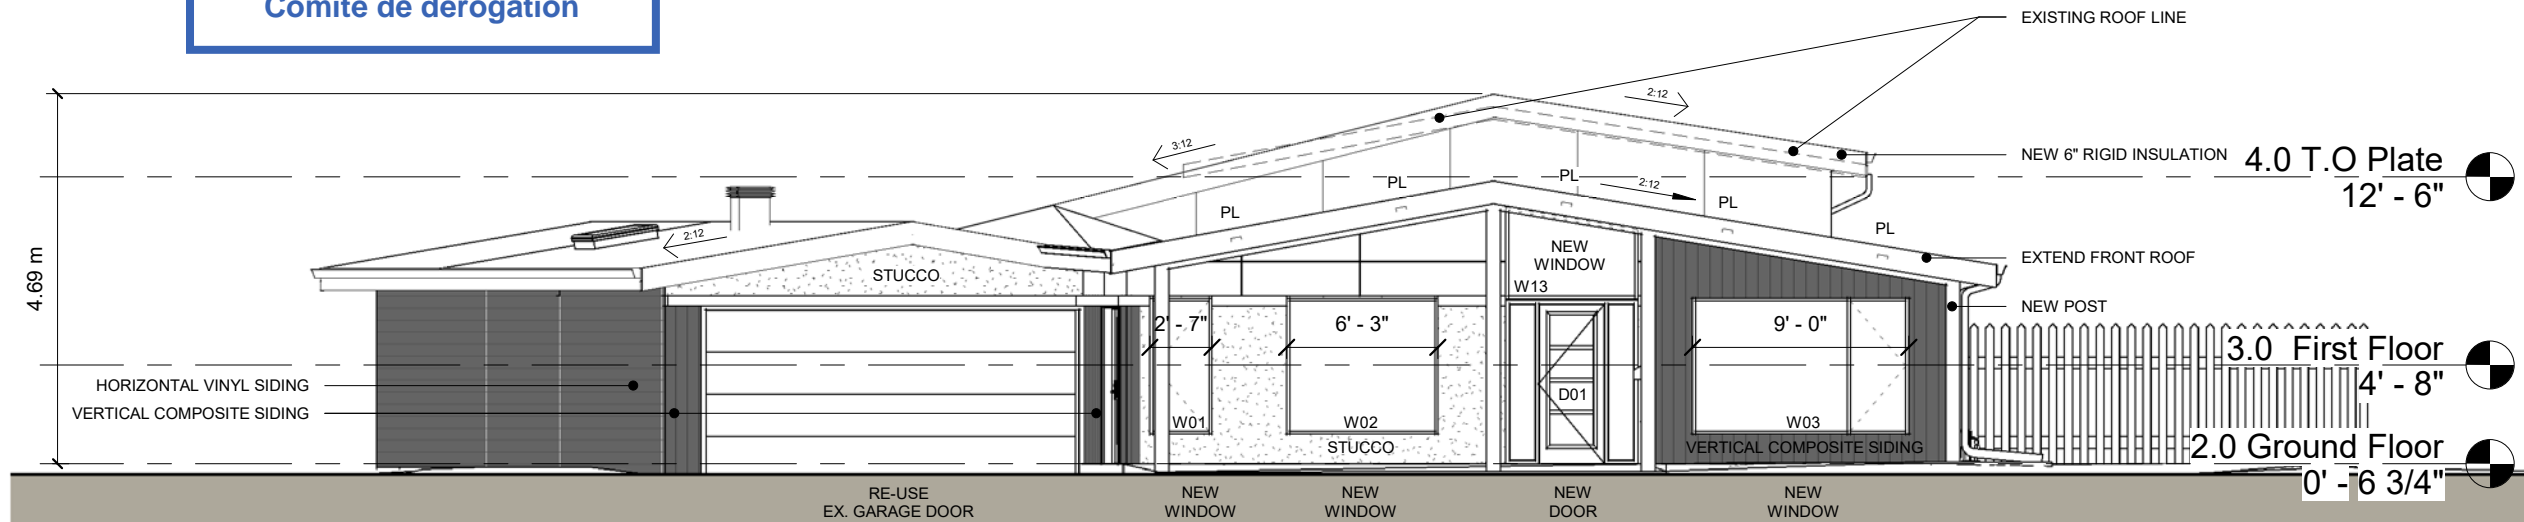 Comité de dérogation
EXISTING ROOF LINE
2:12
3:12
NEW 6" RIGID INSULATION
4.0 T.O Plate
12' - 6"
PL
PL
2:12
PL
PL
PL
2:12
EXTEND FRONT ROOF
STUCCO
NEW
WINDOW
W13
4.69 m
NEW POST
2' - 7"
6' - 3"
9' - 0"
3.0 First Floor
4' - 8"
HORIZONTAL VINYL SIDING
VERTICAL COMPOSITE SIDING
D01
W01
W02
W03
STUCCO
VERTICAL COMPOSITE SIDING
2.0 Ground Floor
0' - 6 3/4"
RE-USE
EX. GARAGE DOOR
NEW
WINDOW
NEW
WINDOW
NEW
DOOR
NEW
WINDOW